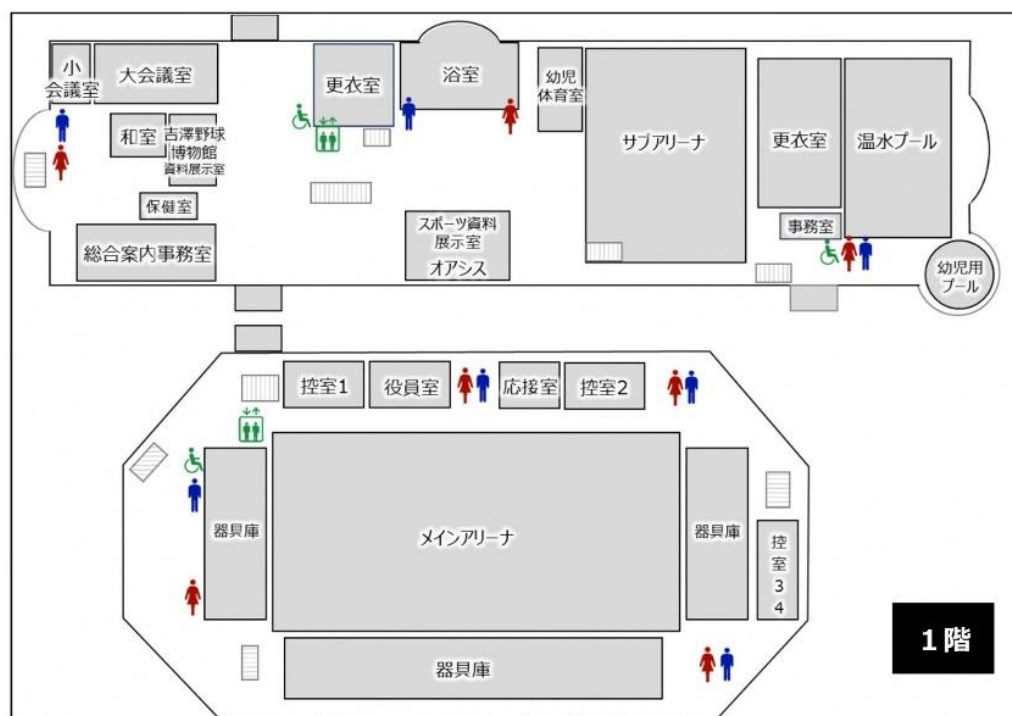 小
会議室
大会議室
更衣室
浴室
幼児
体育室
サブアリーナ
更衣室
温水プール
和室
吉澤野球
博物館
資料展示室
保健室
総合案内事務室
スポーツ資料
展示室
オアシス
事務室
幼児用
プール
控室1
役員室
応接室
控室2
器具庫
メインアリーナ
器具庫
控
室
3
4
器具庫
1階